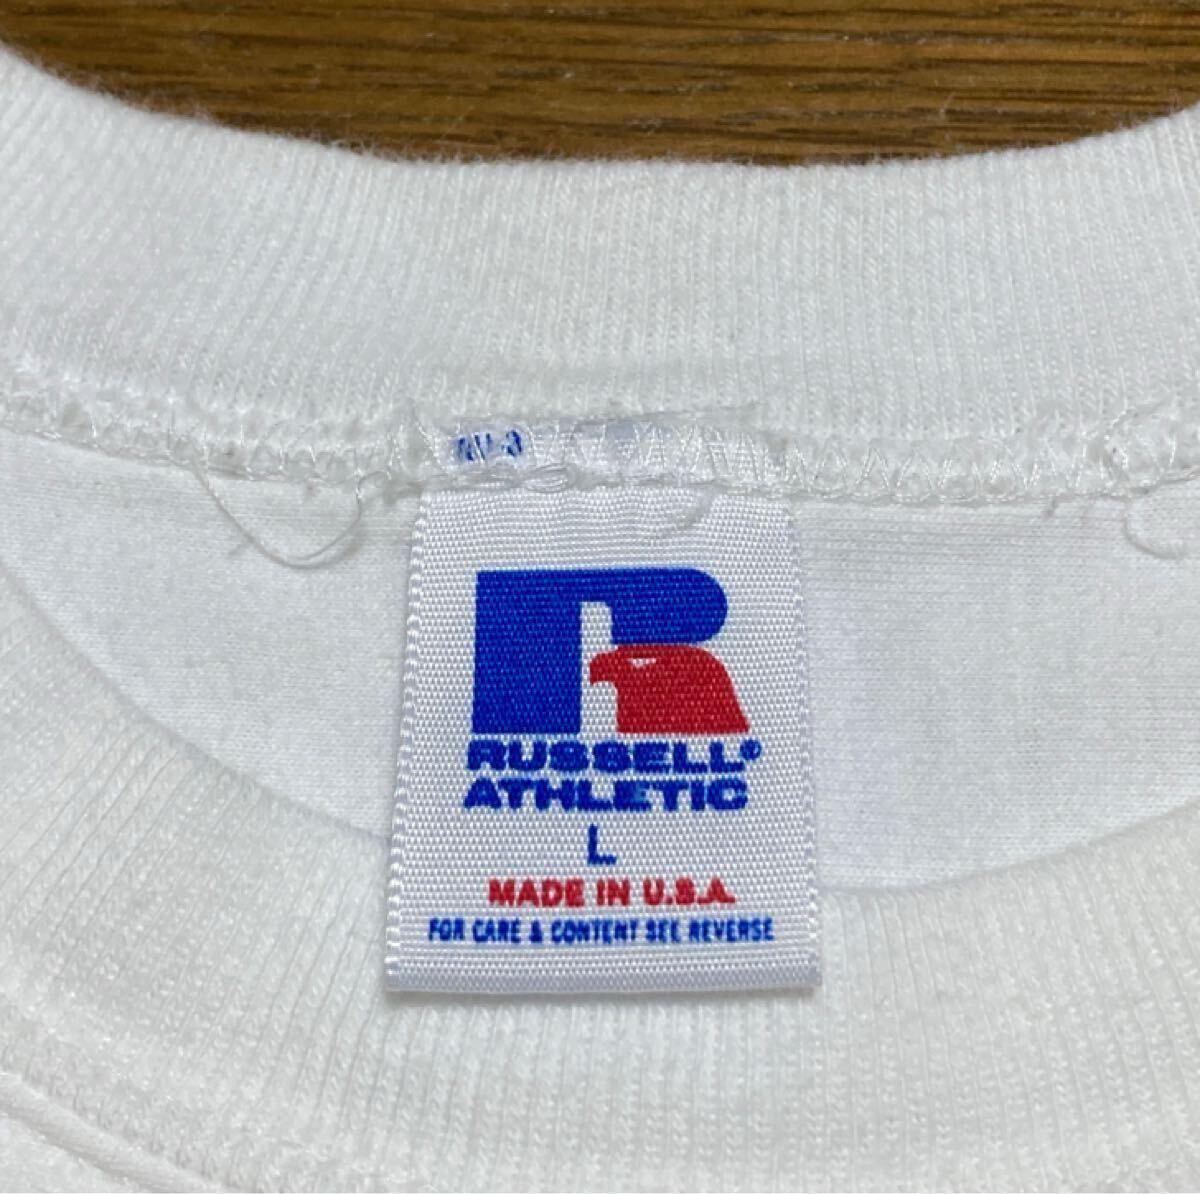 RUSSELL®
ATHLETIC
L
MADE IN U.S.A.
FOR CARE & CONTENT SEE REVERSE